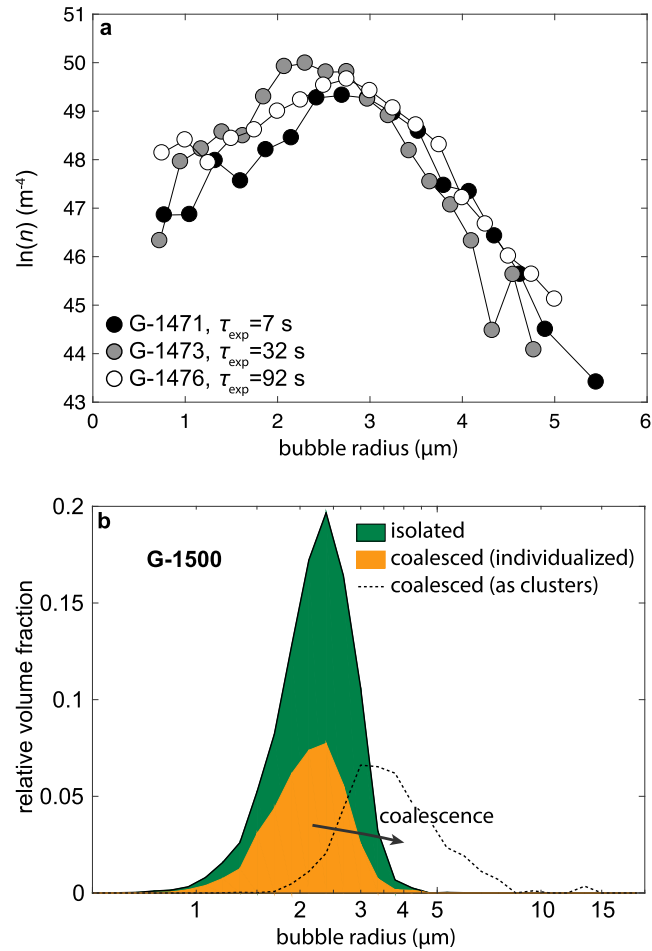 a
51
50
49
48
47
46
45
44
43
ln(n) (m⁻⁴)
G-1471, τexp=7 s
G-1473, τexp=32 s
G-1476, τexp=92 s
0 1 2 3 4 5 6
bubble radius (µm)
b
0.2
0.15
0.1
0.05
0
relative volume fraction
G-1500
isolated
coalesced (individualized)
coalesced (as clusters)
coalescence
1 2 3 4 5 10 15
bubble radius (µm)